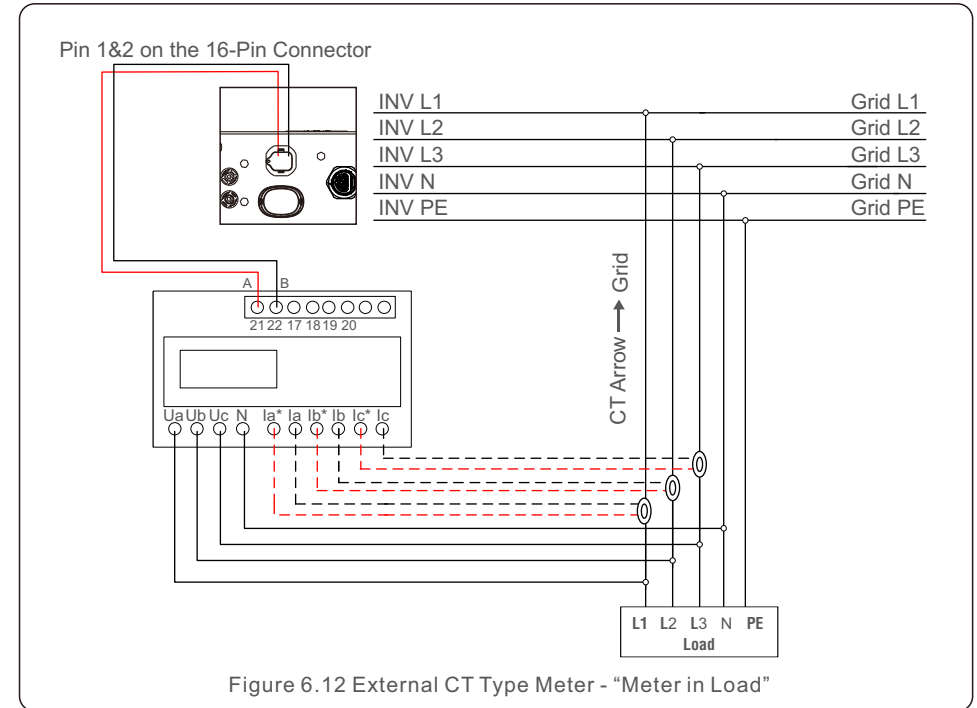 Pin 1&2 on the 16-Pin Connector
INV L1 Grid L1
INV L2 Grid L2
INV L3 Grid L3
INV N Grid N
INV PE Grid PE
CT Arrow → Grid
A B
21 22 17 18 19 20
Ua Ub Uc N Ia* Ia Ib* Ib Ic* Ic
L1 L2 L3 N PE
Load
Figure 6.12 External CT Type Meter - “Meter in Load”